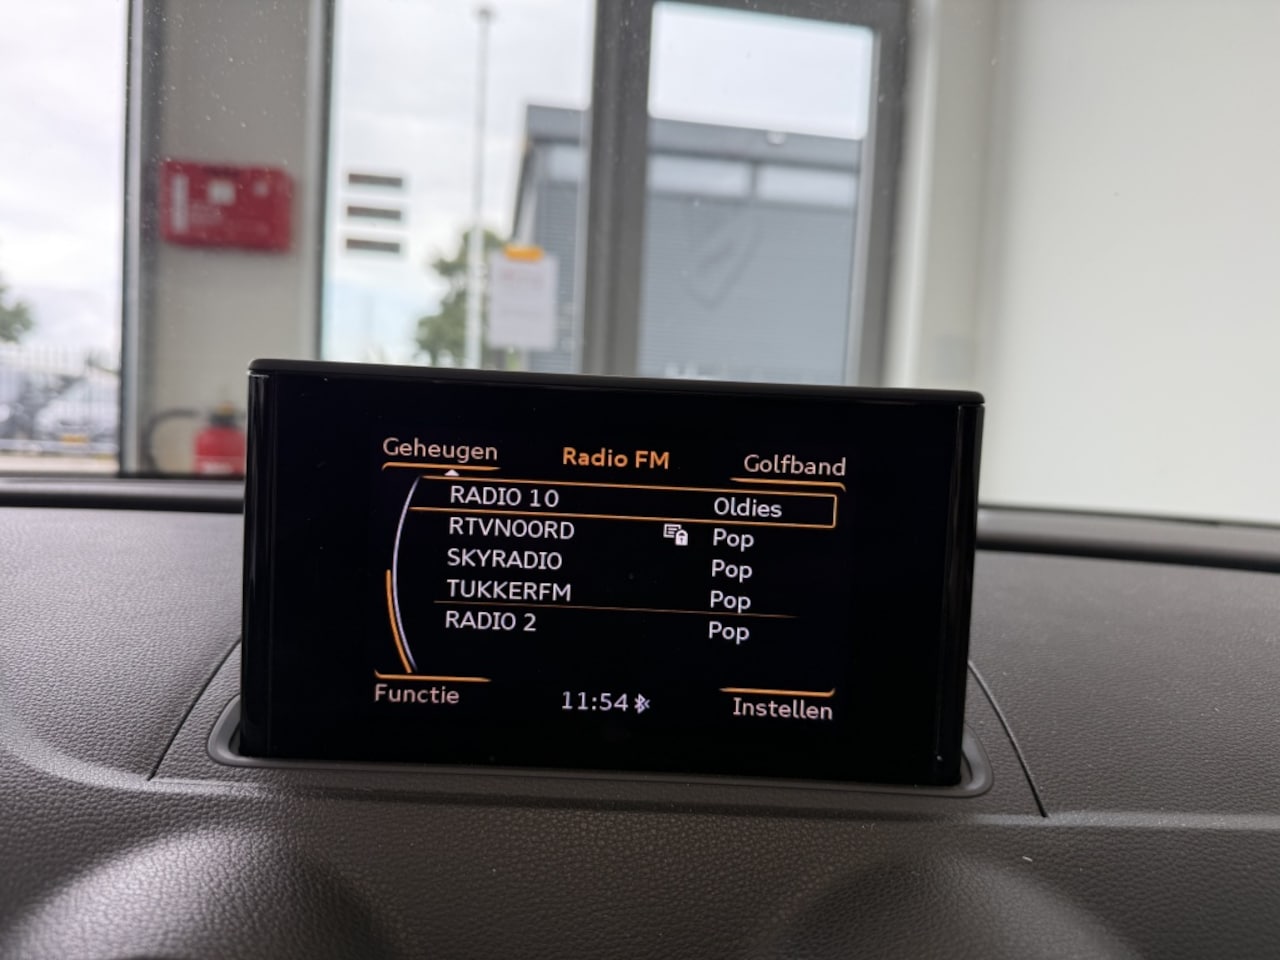 Geheugen Radio FM Golfband
RADIO 10 Oldies
RTVNOORD Pop
SKYRADIO Pop
TUKKERFM Pop
RADIO 2 Pop
Functie 11:54 Instellen